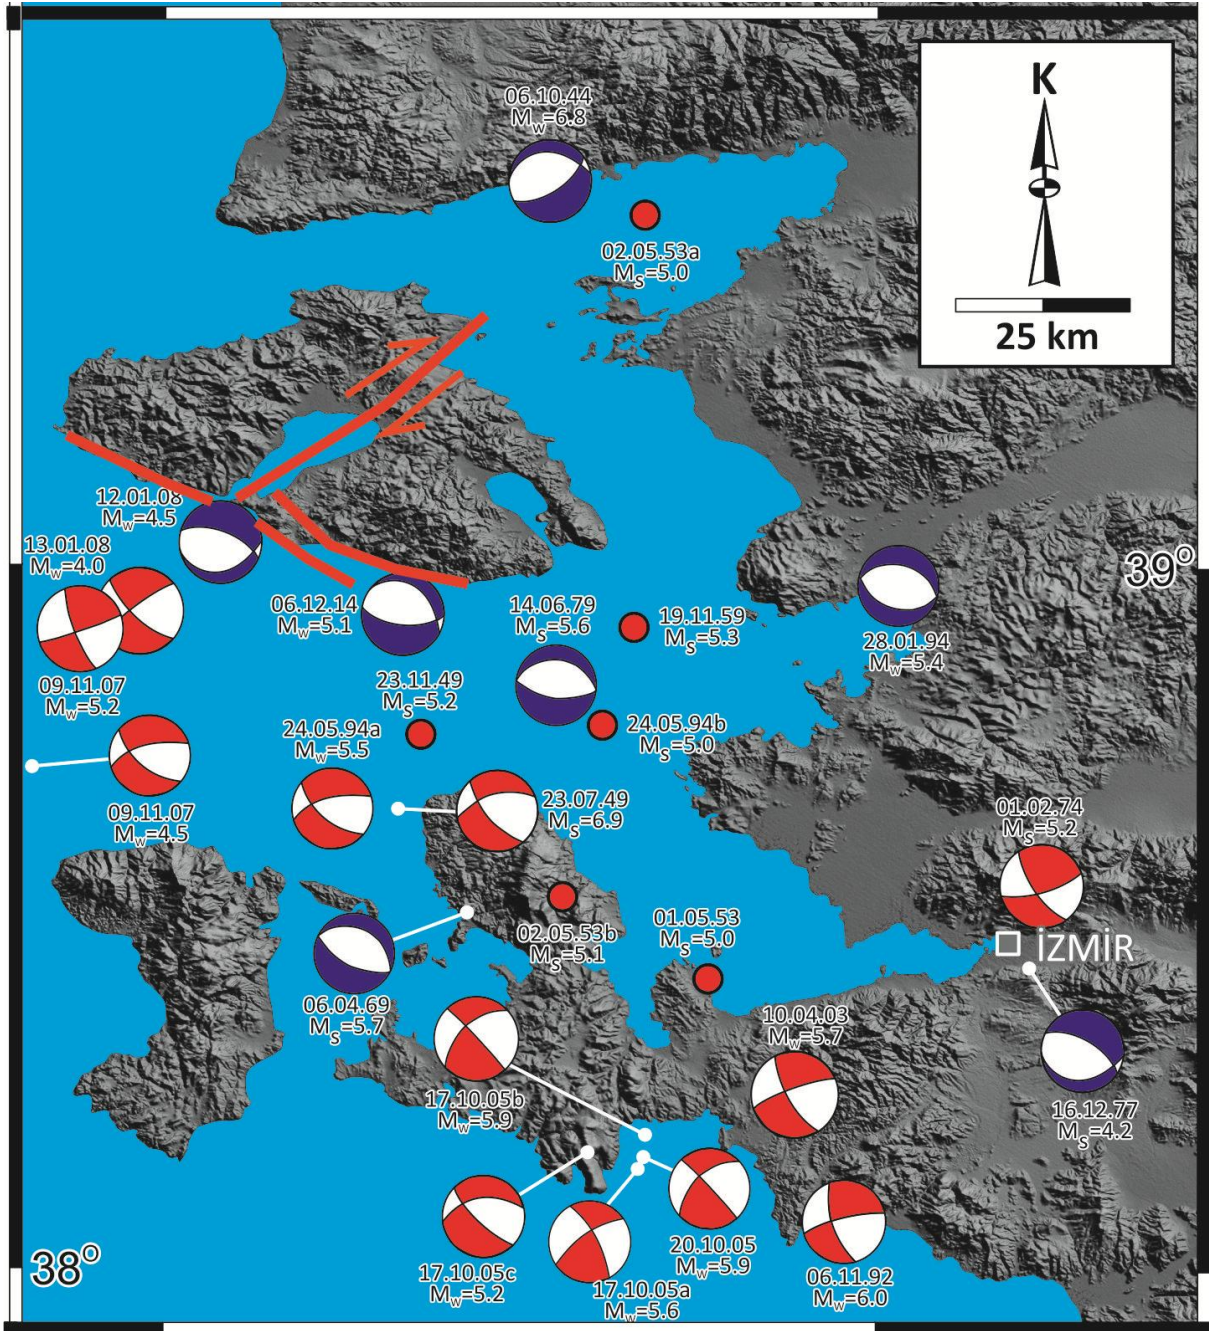 06.10.44
Mw=6.8
K
25 km
02.05.53a
MS=5.0
12.01.08
Mw=4.5
13.01.08
Mw=4.0
39°
06.12.14
Mw=5.1
14.06.79
MS=5.6
19.11.59
MS=5.3
28.01.94
Mw=5.4
09.11.07
Mw=5.2
23.11.49
MS=5.2
24.05.94a
Mw=5.5
24.05.94b
MS=5.0
09.11.07
Mw=4.5
23.07.49
MS=6.9
01.02.74
MS=5.2
02.05.53b
MS=5.1
01.05.53
MS=5.0
İZMİR
06.04.69
MS=5.7
10.04.03
Mw=5.7
17.10.05b
Mw=5.9
16.12.77
MS=4.2
38°
17.10.05c
Mw=5.2
17.10.05a
Mw=5.6
20.10.05
Mw=5.9
06.11.92
Mw=6.0